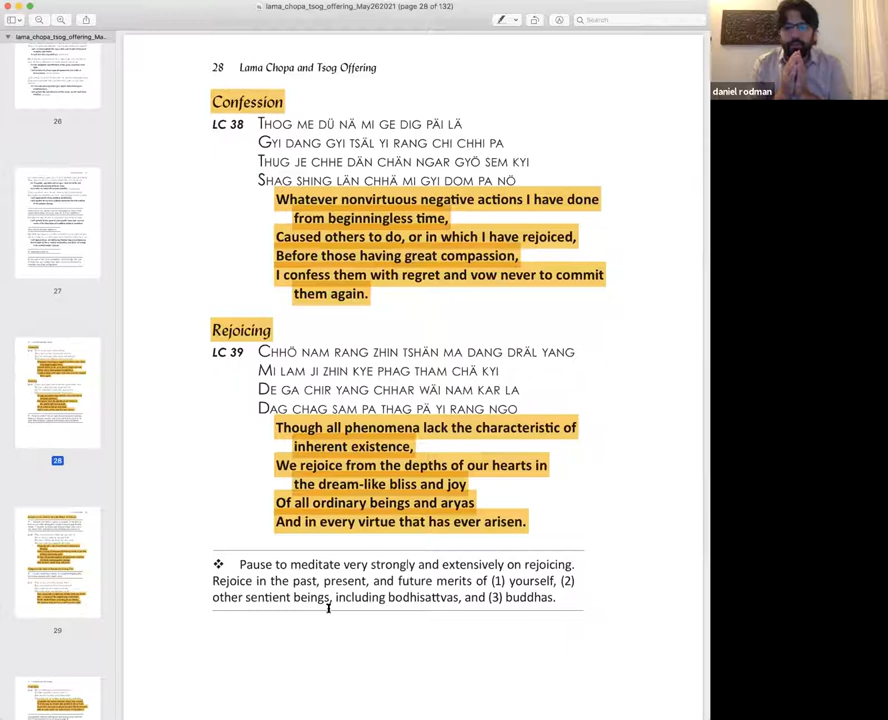 lama_chopa_tsog_offering_May262021 (page 28 of 132)
Search
lama_chopa_tsog_offering_Ma...
26
27
28
29
28 Lama Chopa and Tsog Offering
Confession
LC 38 THOG ME DÜ NÄ MI GE DIG PÄI LÄ
GYI DANG GYI TSÄL YI RANG CHI CHHI PA
THUG JE CHHE DÄN CHÄN NGAR GYÖ SEM KYI
SHAG SHING LÄN CHHÄ MI GYI DOM PA NÖ
Whatever nonvirtuous negative actions I have done
from beginningless time,
Caused others to do, or in which I have rejoiced,
Before those having great compassion,
I confess them with regret and vow never to commit
them again.
Rejoicing
LC 39 CHHÖ NAM RANG ZHIN TSHÄN MA DANG DRÄL YANG
MI LAM JI ZHIN KYE PHAG THAM CHÄ KYI
DE GA CHIR YANG CHHAR WÄI NAM KAR LA
DAG CHAG SAM PA THAG PÄ YI RANG NGO
Though all phenomena lack the characteristic of
inherent existence,
We rejoice from the depths of our hearts in
the dream-like bliss and joy
Of all ordinary beings and aryas
And in every virtue that has ever arisen.
❖ Pause to meditate very strongly and extensively on rejoicing.
Rejoice in the past, present, and future merits of (1) yourself, (2)
other sentient beings, including bodhisattvas, and (3) buddhas.
daniel rodman